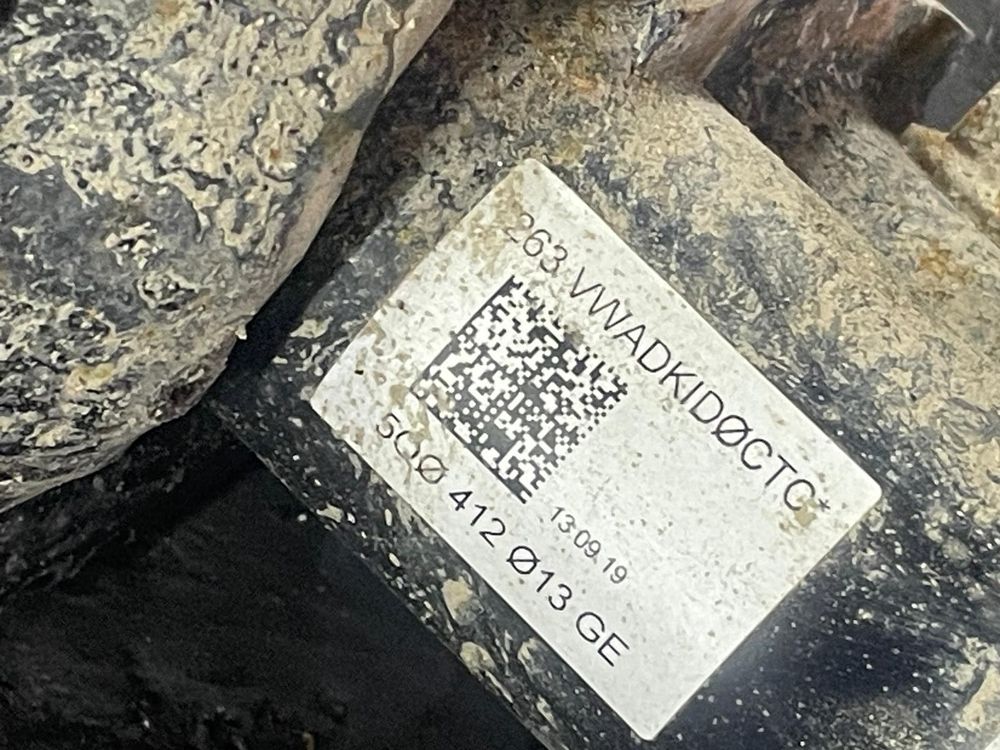 263 VWADKIDØCTC*
13.09.19
5QØ 412 Ø13 GE